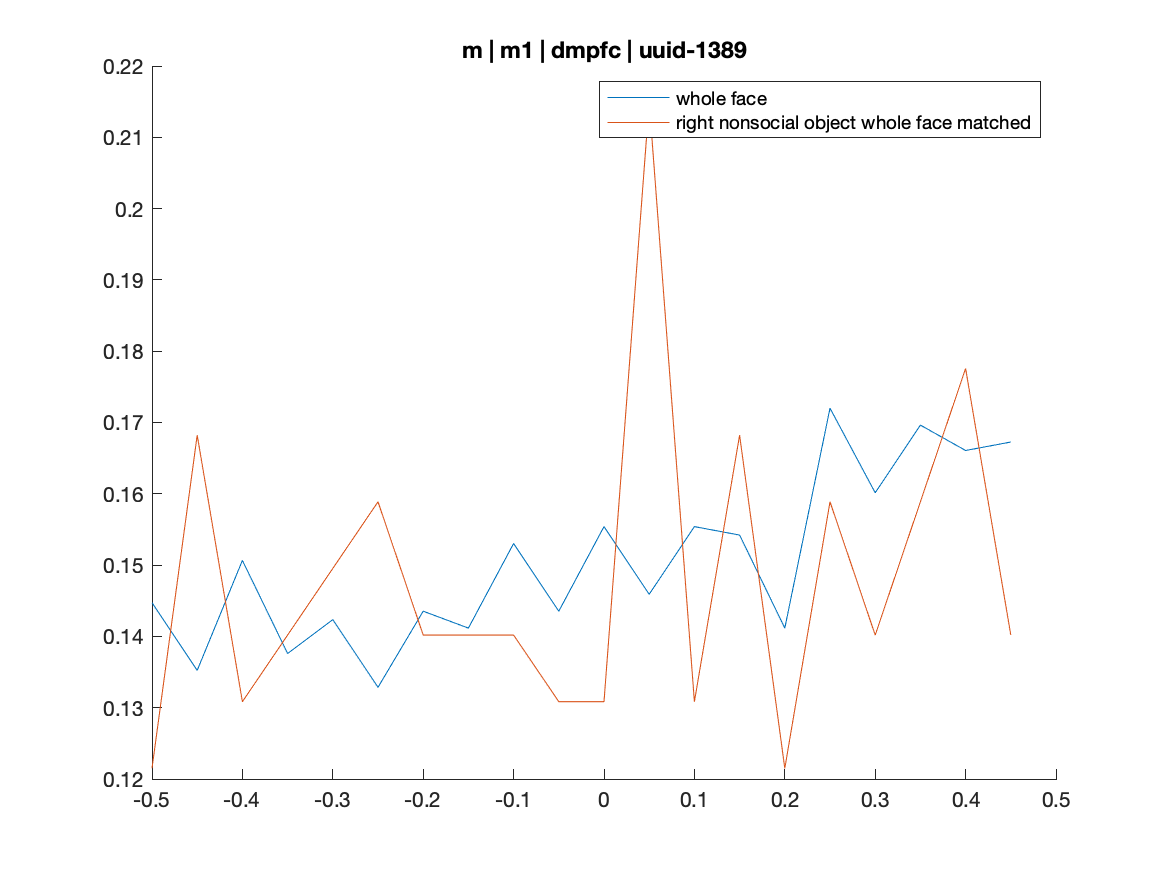 m | m1 | dmpfc | uuid-1389
0.22
whole face
right nonsocial object whole face matched
0.21
0.2
0.19
0.18
0.17
0.16
0.15
0.14
0.13
0.12
-0.5 -0.4 -0.3 -0.2 -0.1 0 0.1 0.2 0.3 0.4 0.5